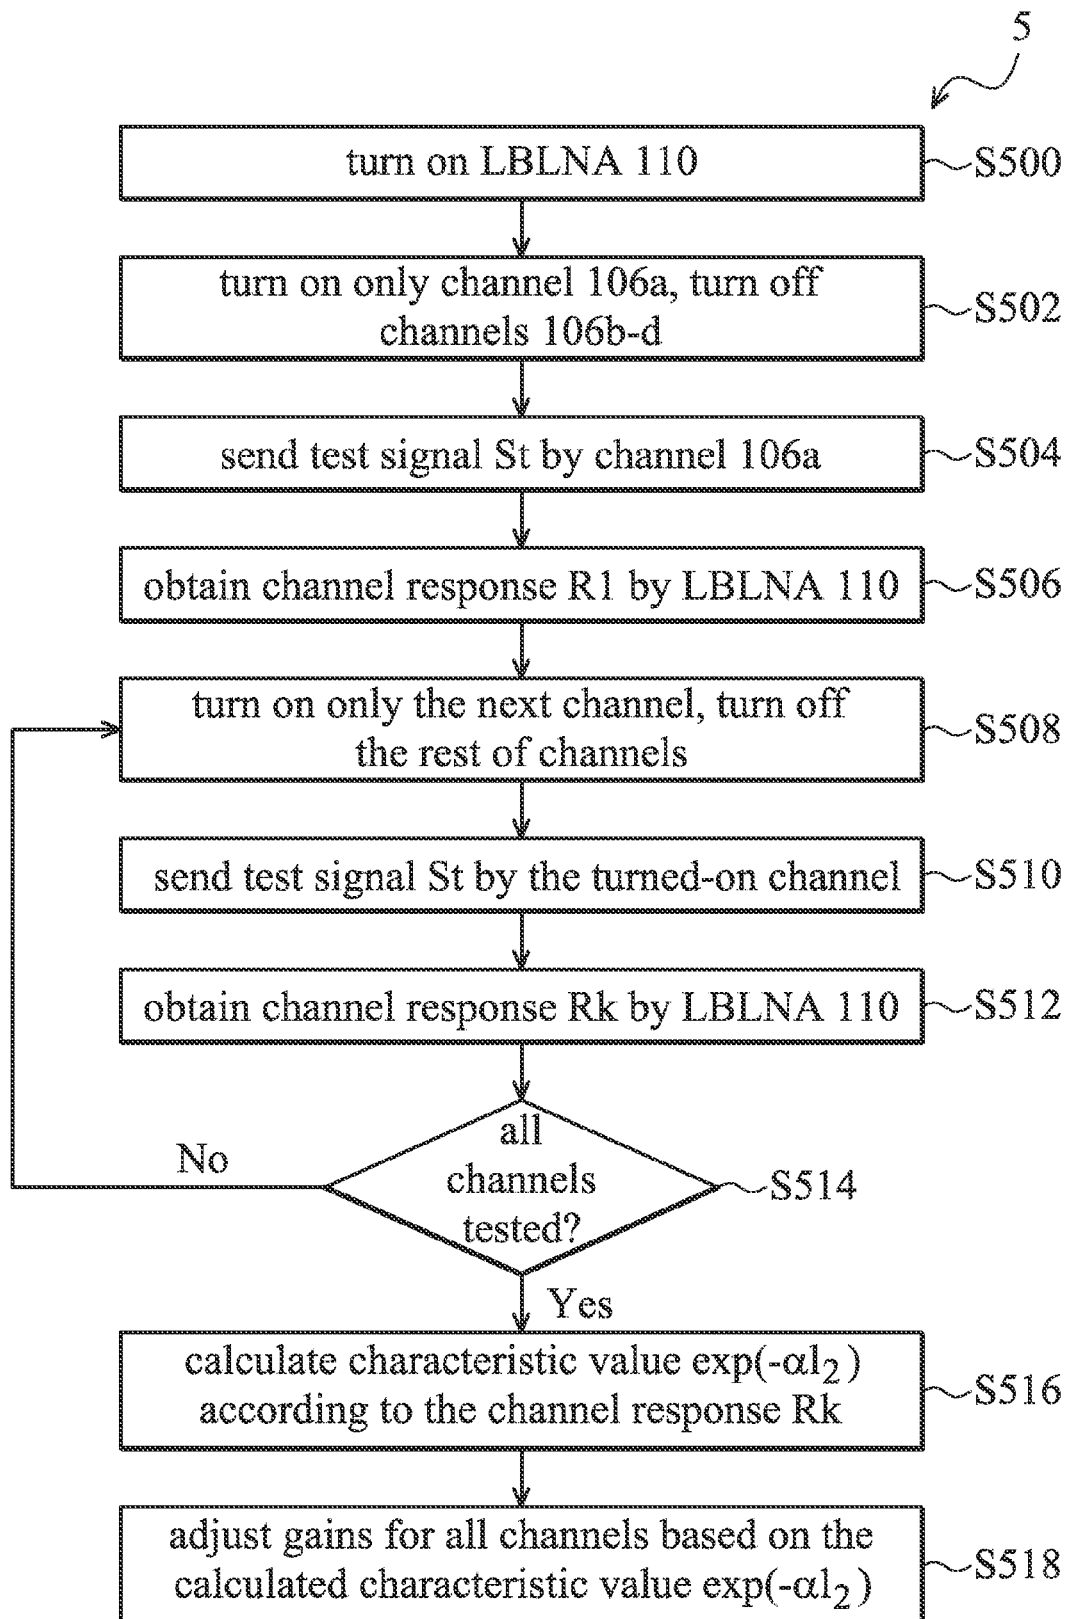 5
turn on LBLNA 110
S500
turn on only channel 106a, turn off
channels 106b-d
S502
send test signal St by channel 106a
S504
obtain channel response R1 by LBLNA 110
S506
turn on only the next channel, turn off
the rest of channels
S508
send test signal St by the turned-on channel
S510
obtain channel response Rk by LBLNA 110
S512
all
channels
tested?
S514
No
Yes
calculate characteristic value exp(-αl₂)
according to the channel response Rk
S516
adjust gains for all channels based on the
calculated characteristic value exp(-αl₂)
S518